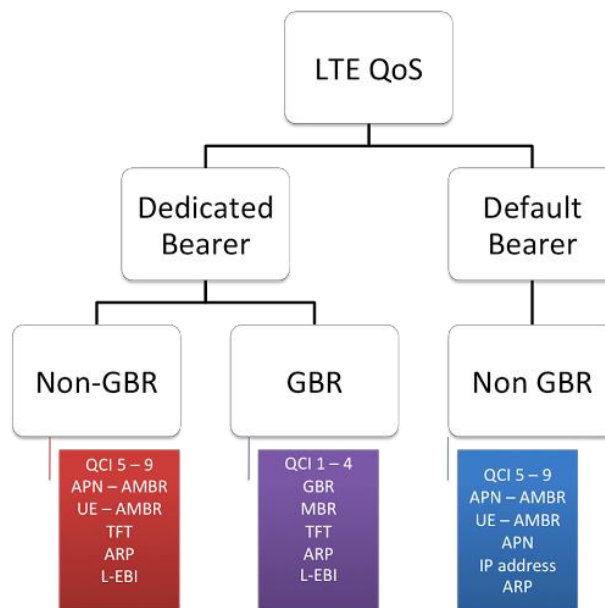 LTE QoS
Dedicated
Bearer
Default
Bearer
Non-GBR
GBR
Non GBR
QCI 5 – 9
APN – AMBR
UE – AMBR
TFT
ARP
L-EBI
QCI 1 – 4
GBR
MBR
TFT
ARP
L-EBI
QCI 5 – 9
APN – AMBR
UE – AMBR
APN
IP address
ARP